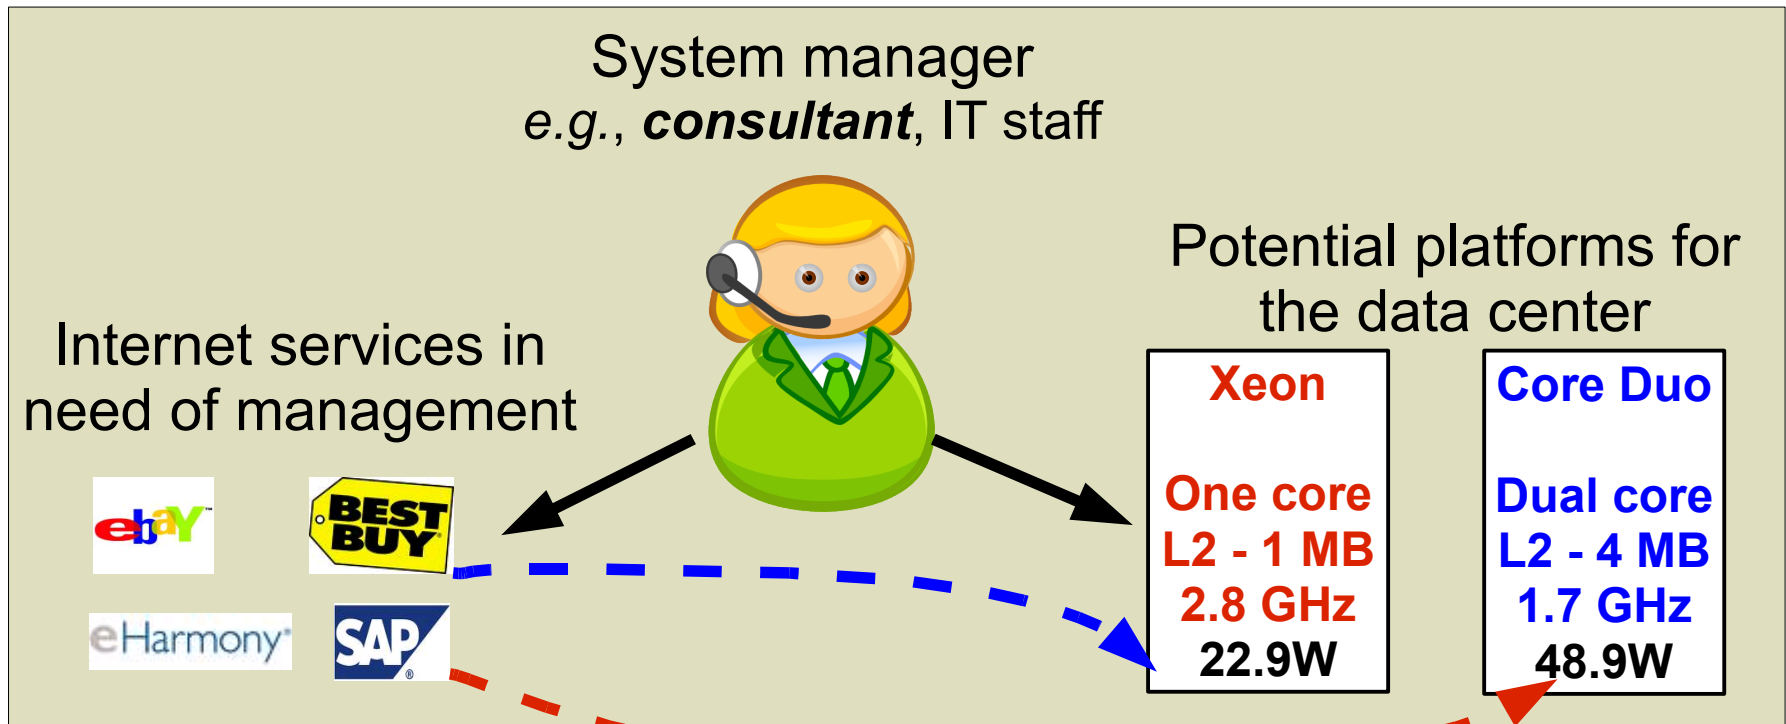 System manager
e.g., consultant, IT staff
Potential platforms for
the data center
Internet services in
need of management
ebaY™
BEST
BUY
eHarmony®
SAP®
Xeon
One core
L2 - 1 MB
2.8 GHz
22.9W
Core Duo
Dual core
L2 - 4 MB
1.7 GHz
48.9W